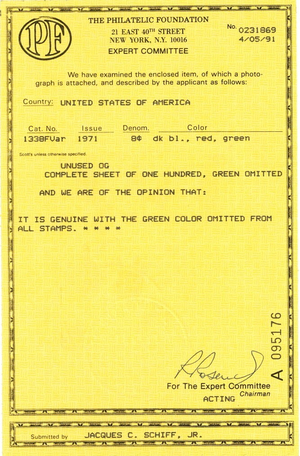 PF
THE PHILATELIC FOUNDATION
21 EAST 40TH STREET
NEW YORK, N.Y. 10016
EXPERT COMMITTEE
No. 0231869
4/05/91
We have examined the enclosed item, of which a photo-
graph is attached, and described by the applicant as follows:
Country: UNITED STATES OF AMERICA
Cat. No. Issue Denom. Color
1338FVar 1971 8¢ dk bl., red, green
Scott's unless otherwise specified
UNUSED OG
COMPLETE SHEET OF ONE HUNDRED, GREEN OMITTED
AND WE ARE OF THE OPINION THAT:
IT IS GENUINE WITH THE GREEN COLOR OMITTED FROM
ALL STAMPS. * * * *
A 095176
For The Expert Committee
Chairman
ACTING
Submitted by JACQUES C. SCHIFF, JR.